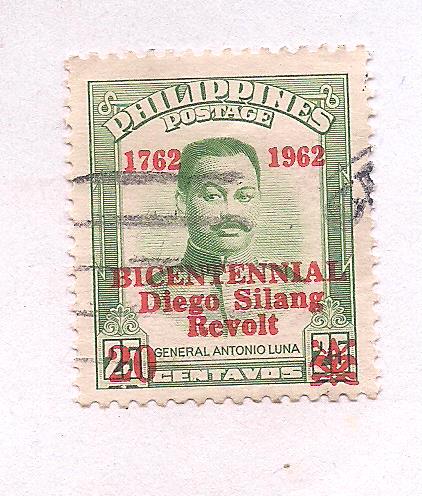 PHILIPPINES
POSTAGE
1762 1962
BICENTENNIAL
Diego Silang
Revolt
GENERAL ANTONIO LUNA
20 CENTAVOS